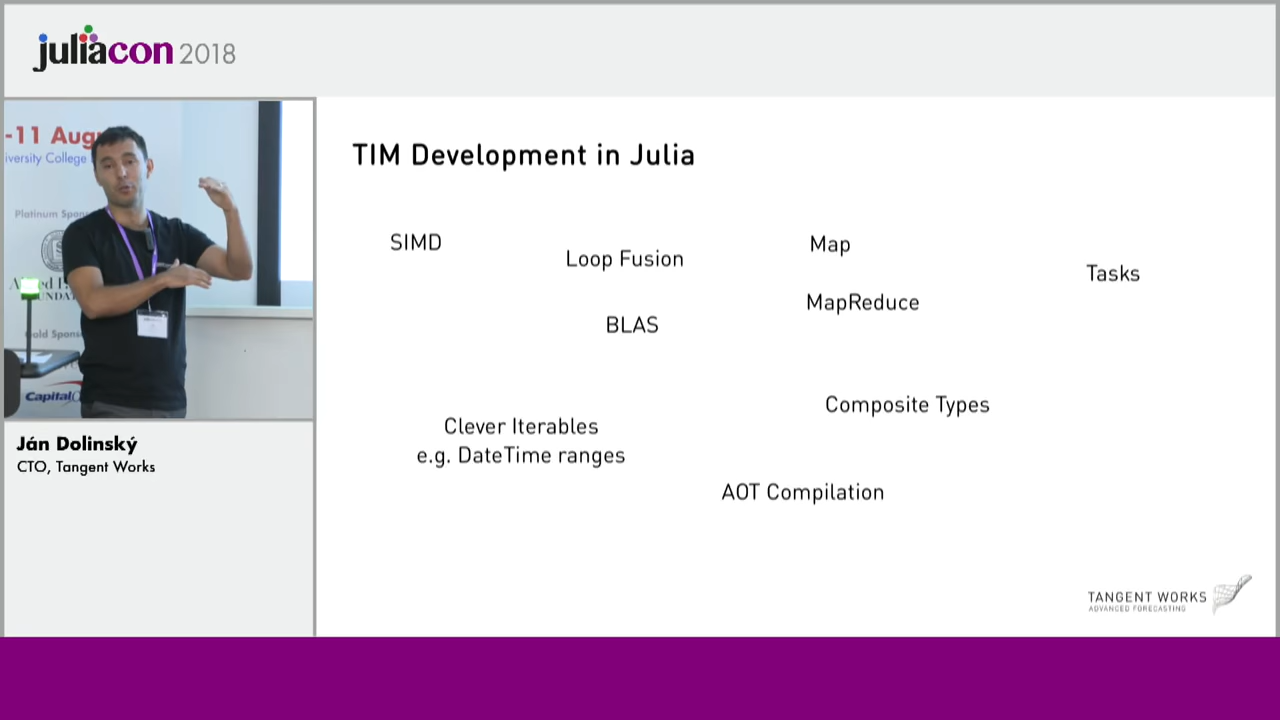 juliacon 2018
-11 Aug
iversity College
Platinum Spon
Gold Spons
Capital
Ján Dolinský
CTO, Tangent Works
TIM Development in Julia
SIMD
Loop Fusion
Map
Tasks
MapReduce
BLAS
Composite Types
Clever Iterables
e.g. DateTime ranges
AOT Compilation
TANGENT WORKS
ADVANCED FORECASTING